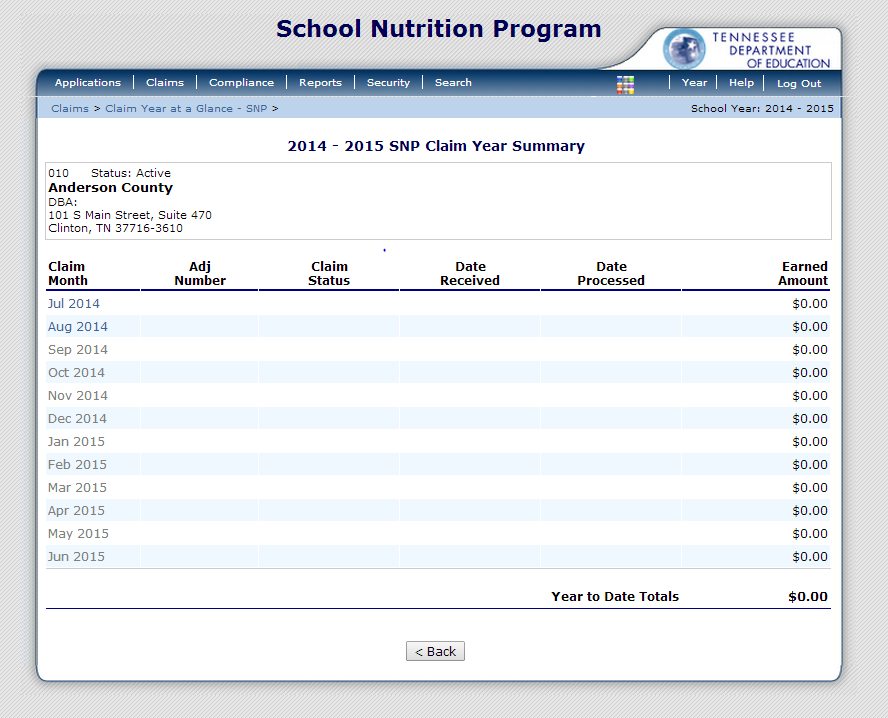 School Nutrition Program
TENNESSEE
DEPARTMENT
OF EDUCATION
Applications Claims Compliance Reports Security Search Year Help Log Out
Claims > Claim Year at a Glance - SNP > School Year: 2014 - 2015
2014 - 2015 SNP Claim Year Summary
010 Status: Active
Anderson County
DBA:
101 S Main Street, Suite 470
Clinton, TN 37716-3610
Claim Month Adj Number Claim Status Date Received Date Processed Earned Amount
Jul 2014 $0.00
Aug 2014 $0.00
Sep 2014 $0.00
Oct 2014 $0.00
Nov 2014 $0.00
Dec 2014 $0.00
Jan 2015 $0.00
Feb 2015 $0.00
Mar 2015 $0.00
Apr 2015 $0.00
May 2015 $0.00
Jun 2015 $0.00
Year to Date Totals $0.00
< Back